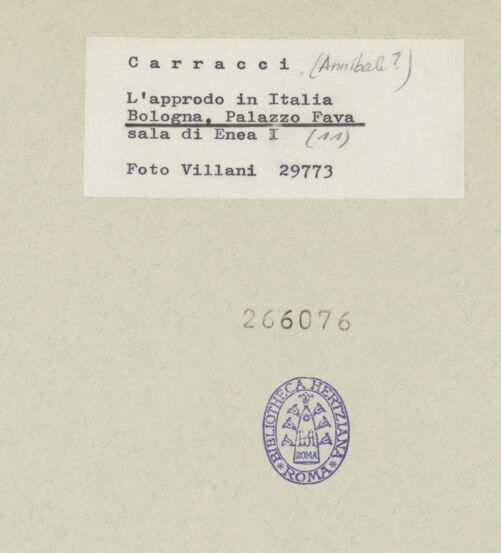 Carracci, (Annibale?)
L'approdo in Italia
Bologna, Palazzo Fava
sala di Enea I (11)
Foto Villani 29773
266076
BIBLIOTHECA HERTZIANA
ROMA
* ROMA *